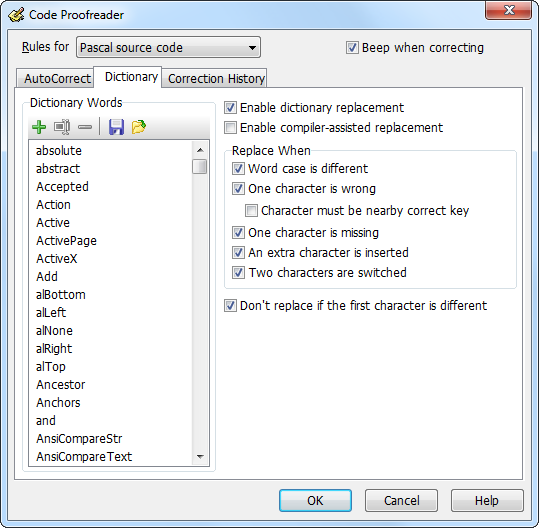 Code Proofreader
Rules for Pascal source code Beep when correcting
AutoCorrect Dictionary Correction History
Dictionary Words
absolute
abstract
Accepted
Action
Active
ActivePage
ActiveX
Add
alBottom
alLeft
alNone
alRight
alTop
Ancestor
Anchors
and
AnsiCompareStr
AnsiCompareText
Enable dictionary replacement
Enable compiler-assisted replacement
Replace When
Word case is different
One character is wrong
Character must be nearby correct key
One character is missing
An extra character is inserted
Two characters are switched
Don't replace if the first character is different
OK Cancel Help